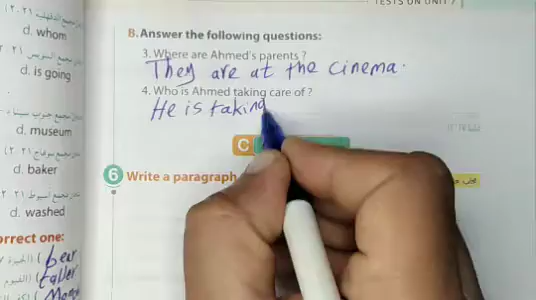 TESTS ON UNIT 7
d. whom
d. is going
d. museum
d. baker
d. washed
orrect one:
bear
taller
B. Answer the following questions:
3. Where are Ahmed's parents ?
They are at the cinema.
4. Who is Ahmed taking care of ?
He is taking
C
6 Write a paragraph